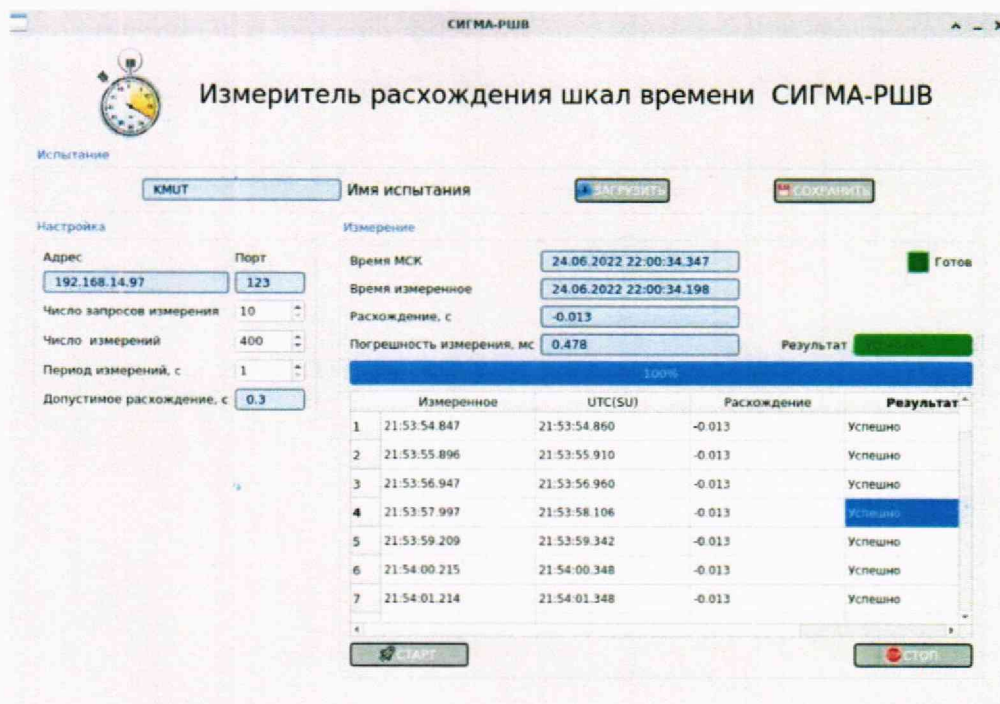 СИГМА-РШВ
Измеритель расхождения шкал времени СИГМА-РШВ
Испытание
KMUT Имя испытания ЗАГРУЗИТЬ СОХРАНИТЬ
Настройка
Адрес Порт
192.168.14.97 123
Число запросов измерения 10
Число измерений 400
Период измерений, с 1
Допустимое расхождение, с 0.3
Измерение
Время МСК 24.06.2022 22:00:34.347 Готов
Время измеренное 24.06.2022 22:00:34.198
Расхождение, с -0.013
Погрешность измерения, мс 0.478 Результат
100%
Измеренное UTC(SU) Расхождение Результат
1 21:53:54.847 21:53:54.860 -0.013 Успешно
2 21:53:55.896 21:53:55.910 -0.013 Успешно
3 21:53:56.947 21:53:56.960 -0.013 Успешно
4 21:53:57.997 21:53:58.106 -0.013 Успешно
5 21:53:59.209 21:53:59.342 -0.013 Успешно
6 21:54:00.215 21:54:00.348 -0.013 Успешно
7 21:54:01.214 21:54:01.348 -0.013 Успешно
СТАРТ СТОП